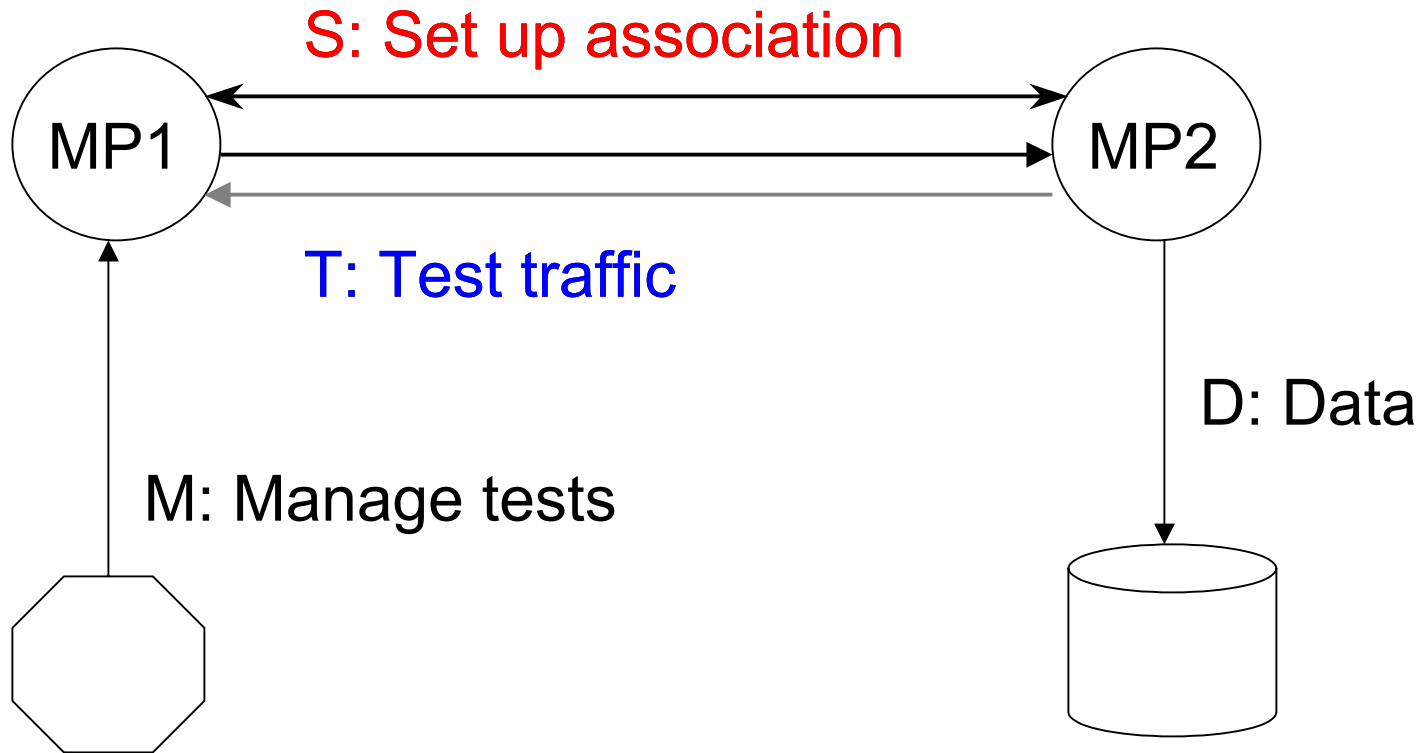 S: Set up association
MP1
MP2
T: Test traffic
D: Data
M: Manage tests